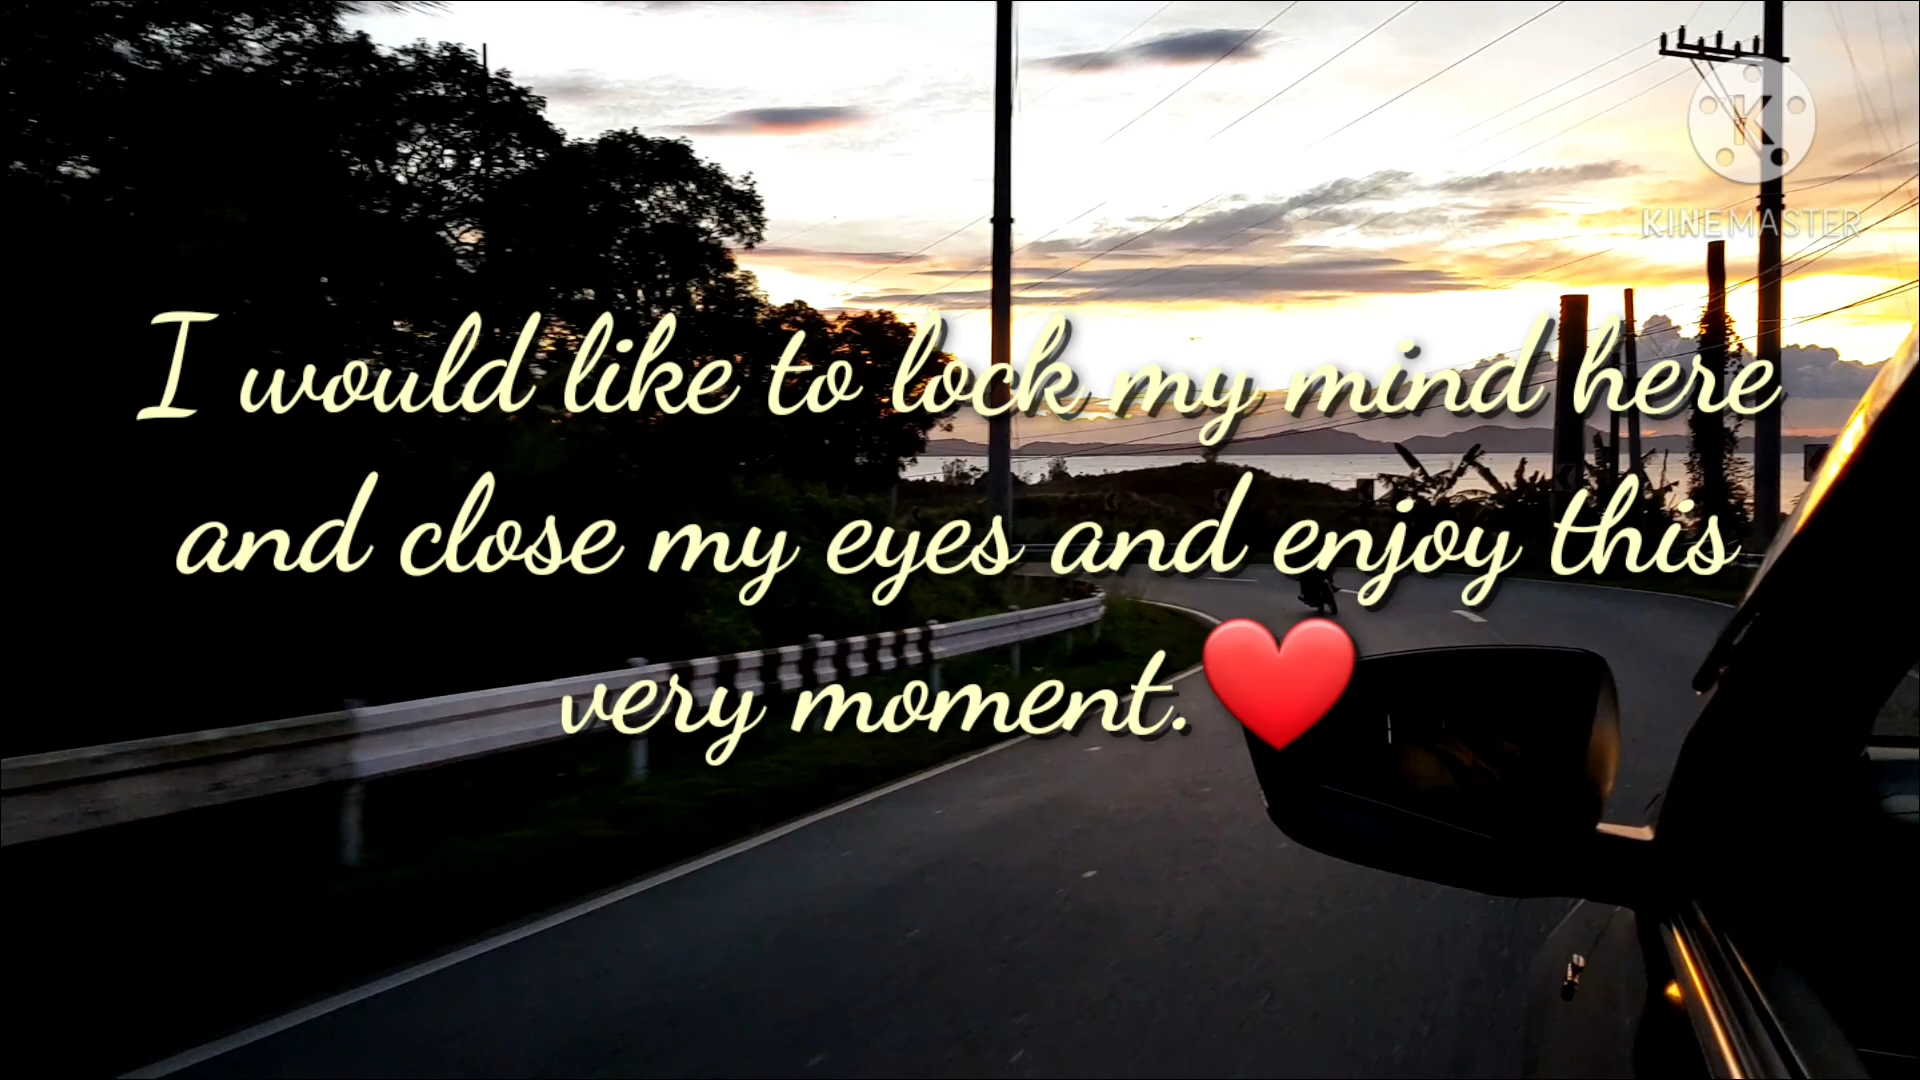 K
KINEMASTER
I would like to lock my mind here
and close my eyes and enjoy this
very moment.❤️